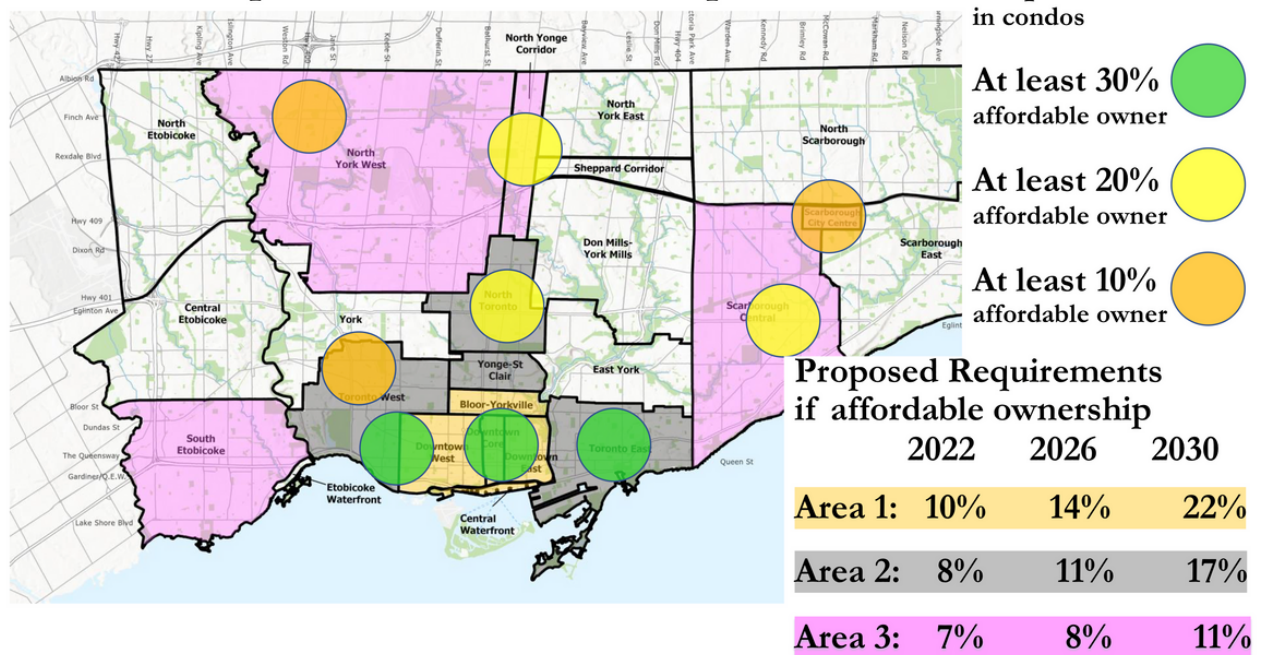 in condos
At least 30%
affordable owner
At least 20%
affordable owner
At least 10%
affordable owner
Proposed Requirements
if affordable ownership
2022 2026 2030
Area 1: 10% 14% 22%
Area 2: 8% 11% 17%
Area 3: 7% 8% 11%
Hwy 27
Kipling Ave
Islington Ave
Weston Rd
Hwy 400
Jane St
Keele St
Dufferin St
Bathurst St
North Yonge
Corridor
Bayview Ave
Leslie St
Don Mills Rd
Hwy 404
Warden Ave
Kennedy Rd
Brimley Rd
McCowan Rd
Markham Rd
Neilson Rd
Albion Rd
Finch Ave
Rexdale Blvd
Hwy 409
Dixon Rd
Hwy 401
Eglinton Ave
Bloor St
Dundas St
The Queensway
Gardiner/Q.E.W.
Lake Shore Blvd
North
Etobicoke
North
York West
North
York East
Sheppard Corridor
North
Scarborough
Scarborough
City Centre
Scarborough
East
Don Mills-
York Mills
Central
Etobicoke
York
North
Toronto
Scarborough
Central
Yonge-St
Clair
East York
Toronto West
Bloor-Yorkville
South
Etobicoke
Downtown
West
Downtown
Core
Downtown
East
Toronto East
Queen St
Etobicoke
Waterfront
Central
Waterfront